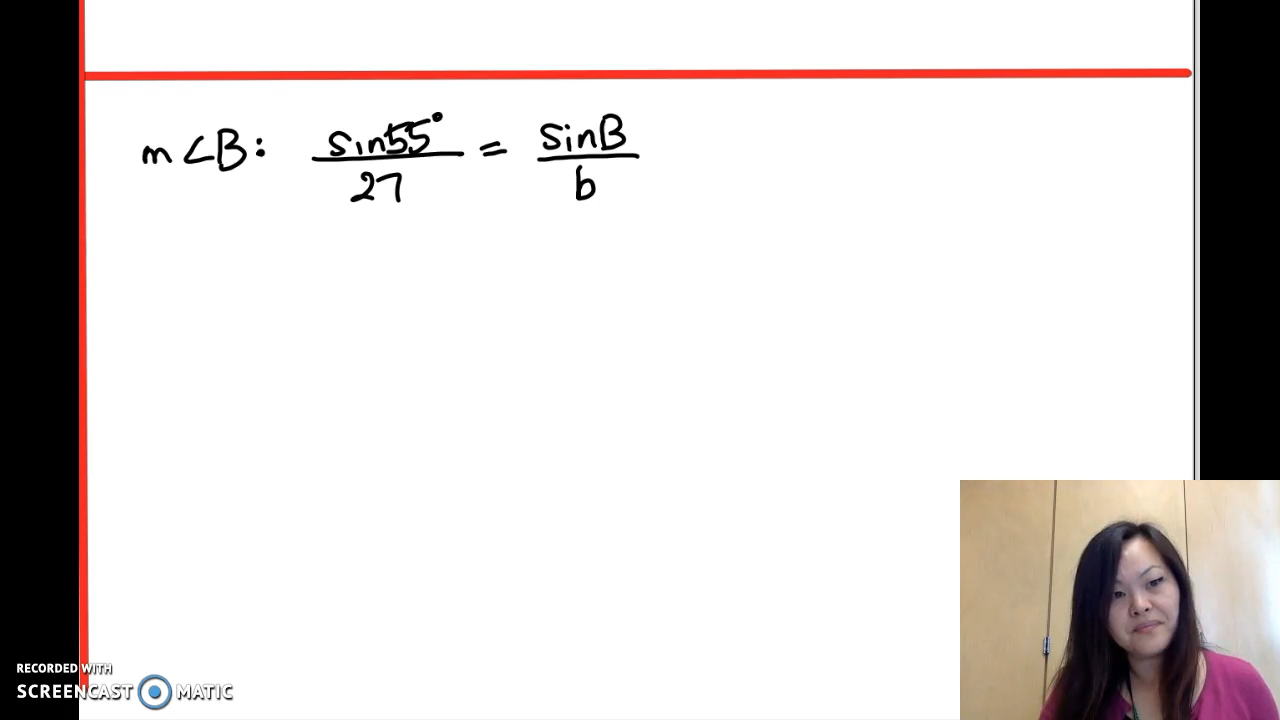 m∠B: sin55°/27 = sinB/b
RECORDED WITH
SCREENCAST MATIC